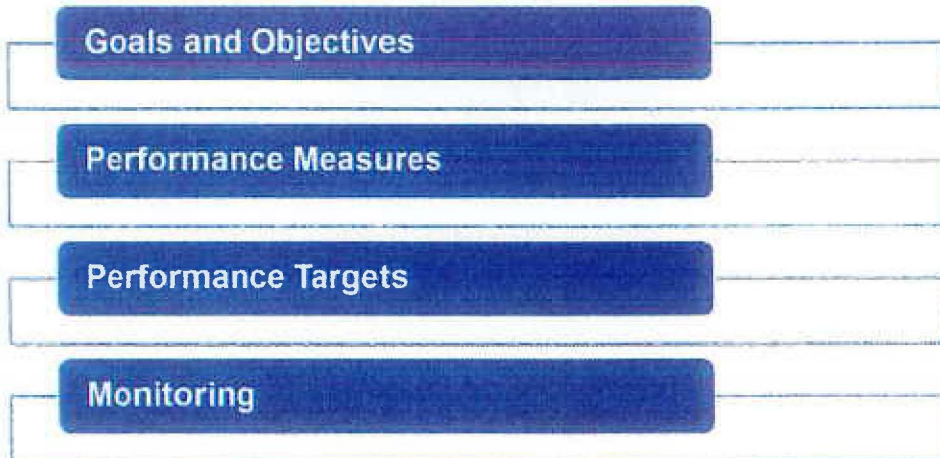 Goals and Objectives
Performance Measures
Performance Targets
Monitoring